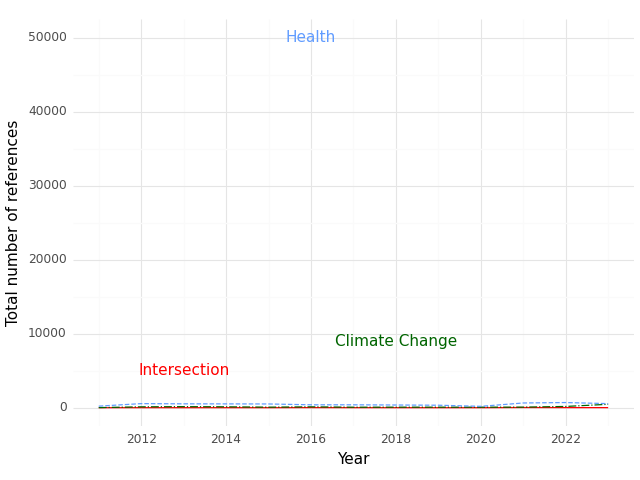 50000
Health
40000
30000
20000
10000
Climate Change
Intersection
0
2012 2014 2016 2018 2020 2022
Year
Total number of references